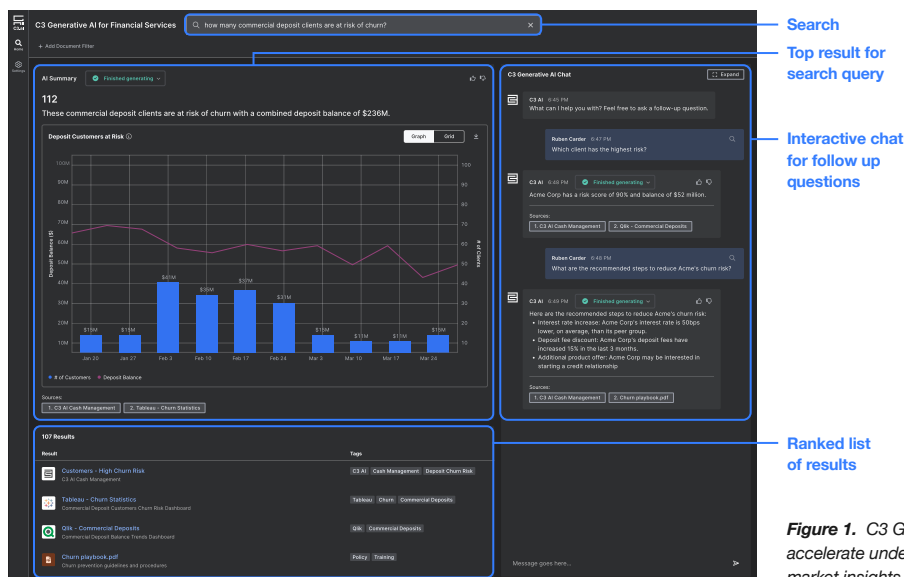 C3.ai
Home
Settings
C3 Generative AI for Financial Services
how many commercial deposit clients are at risk of churn?
+ Add Document Filter
Search
Top result for
search query
Interactive chat
for follow up
questions
Ranked list
of results
AI Summary
Finished generating
112
These commercial deposit clients are at risk of churn with a combined deposit balance of $236M.
Deposit Customers at Risk
Graph Grid
Deposit Balance ($)
100M
90M
80M
70M
60M
50M
40M
30M
20M
10M
# of Clients
100
90
80
70
60
50
40
30
20
10
$15M $15M $41M $35M $37M $31M $15M $11M $11M $15M
Jan 20 Jan 27 Feb 3 Feb 10 Feb 17 Feb 24 Mar 3 Mar 10 Mar 17 Mar 24
# of Customers Deposit Balance
Sources:
1. C3 AI Cash Management 2. Tableau - Churn Statistics
107 Results
Result Tags
Customers - High Churn Risk
C3 AI Cash Management
C3 AI Cash Management Deposit Churn Risk
Tableau - Churn Statistics
Commercial Deposit Customers Churn Risk Dashboard
Tableau Churn Commercial Deposits
Qlik - Commercial Deposits
Commercial Deposit Balance Trends Dashboard
Qlik Commercial Deposits
Churn playbook.pdf
Churn prevention guidelines and procedures
Policy Training
C3 Generative AI Chat
Expand
C3 AI 6:45 PM
What can I help you with? Feel free to ask a follow-up question.
Ruben Carder 6:47 PM
Which client has the highest risk?
C3 AI 6:48 PM Finished generating
Acme Corp has a risk score of 90% and balance of $52 million.
Sources:
1. C3 AI Cash Management 2. Qlik - Commercial Deposits
Ruben Carder 6:48 PM
What are the recommended steps to reduce Acme's churn risk?
C3 AI 6:49 PM Finished generating
Here are the recommended steps to reduce Acme's churn risk:
• Interest rate increase: Acme Corp's interest rate is 50bps
lower, on average, than its peer group.
• Deposit fee discount: Acme Corp's deposit fees have
increased 15% in the last 3 months.
• Additional product offer: Acme Corp may be interested in
starting a credit relationship
Sources:
1. C3 AI Cash Management 2. Churn playbook.pdf
Message goes here...
Figure 1. C3 G
accelerate unde
market insights